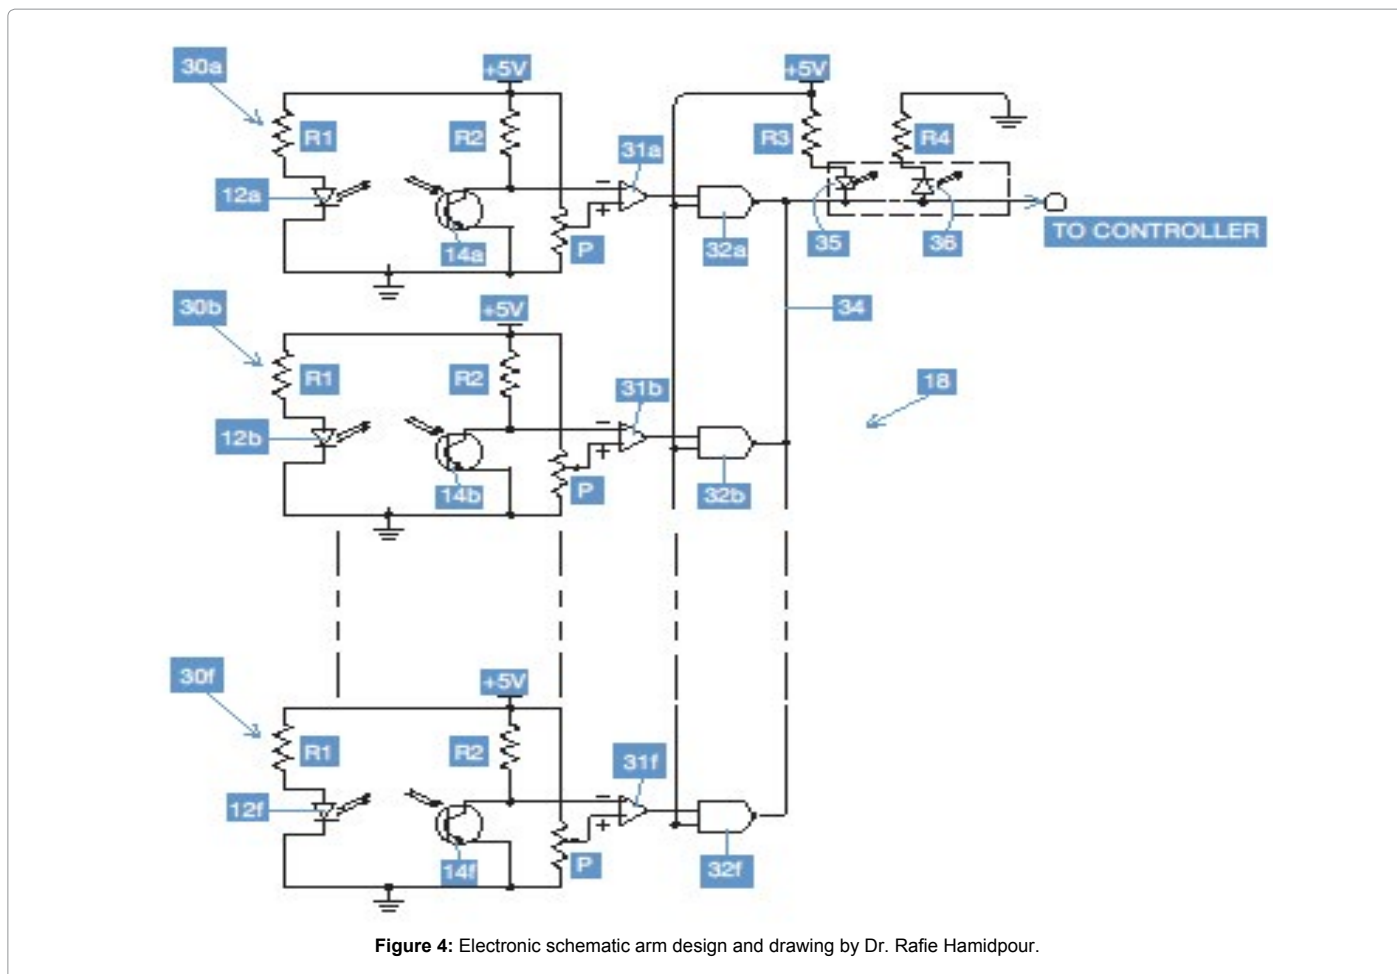 30a
+5V
+5V
R1
R2
31a
R3
R4
12a
−
+
14a
P
32a
35
36
TO CONTROLLER
30b
+5V
34
R1
R2
31b
18
12b
−
+
14b
P
32b
30f
+5V
R1
R2
31f
12f
−
+
14f
P
32f
Figure 4: Electronic schematic arm design and drawing by Dr. Rafie Hamidpour.